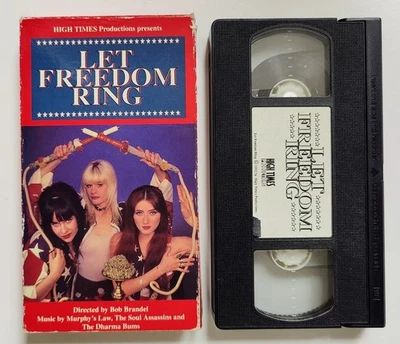 HIGH TIMES Productions presents
LET
FREEDOM
RING
Directed by Bob Brandel
Music by Murphy's Law, The Soul Assassins and
The Dharma Bums
LET
FREEDOM
RING
HIGH TIMES